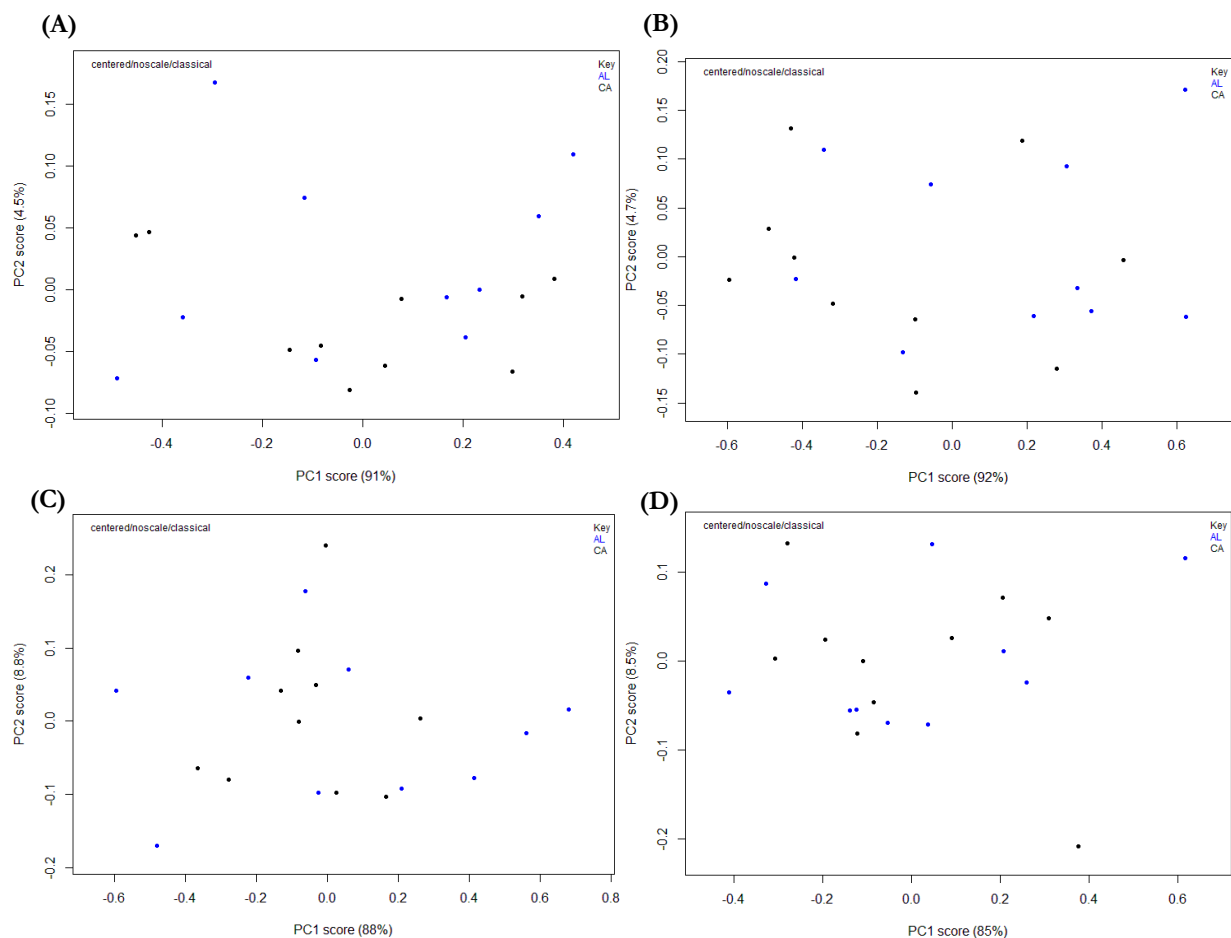 (A)
centered/noscale/classical
Key
AL
CA
0.15
0.10
0.05
0.00
-0.05
-0.10
PC2 score (4.5%)
-0.4
-0.2
0.0
0.2
0.4
PC1 score (91%)
(B)
centered/noscale/classical
Key
AL
CA
0.20
0.15
0.10
0.05
0.00
-0.05
-0.10
-0.15
PC2 score (4.7%)
-0.6
-0.4
-0.2
0.0
0.2
0.4
0.6
PC1 score (92%)
(C)
centered/noscale/classical
Key
AL
CA
0.2
0.1
0.0
-0.1
-0.2
PC2 score (8.8%)
-0.6
-0.4
-0.2
0.0
0.2
0.4
0.6
0.8
PC1 score (88%)
(D)
centered/noscale/classical
Key
AL
CA
0.1
0.0
-0.1
-0.2
PC2 score (8.5%)
-0.4
-0.2
0.0
0.2
0.4
0.6
PC1 score (85%)